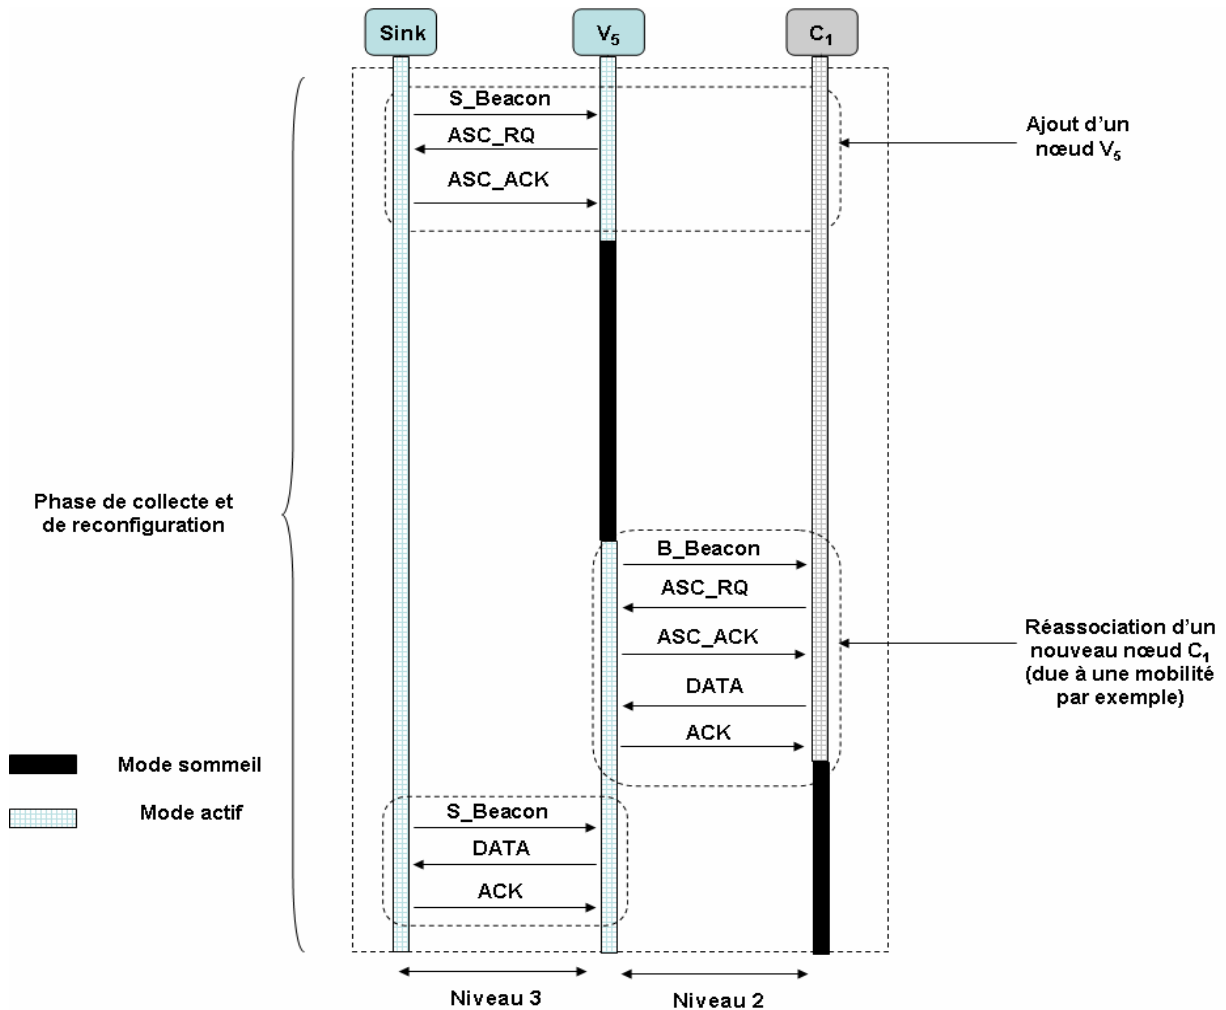 Sink
V5
C1
S_Beacon
ASC_RQ
ASC_ACK
Ajout d'un
nœud V5
Phase de collecte et
de reconfiguration
B_Beacon
ASC_RQ
ASC_ACK
DATA
ACK
Réassociation d'un
nouveau nœud C1
(due à une mobilité
par exemple)
Mode sommeil
Mode actif
S_Beacon
DATA
ACK
Niveau 3
Niveau 2